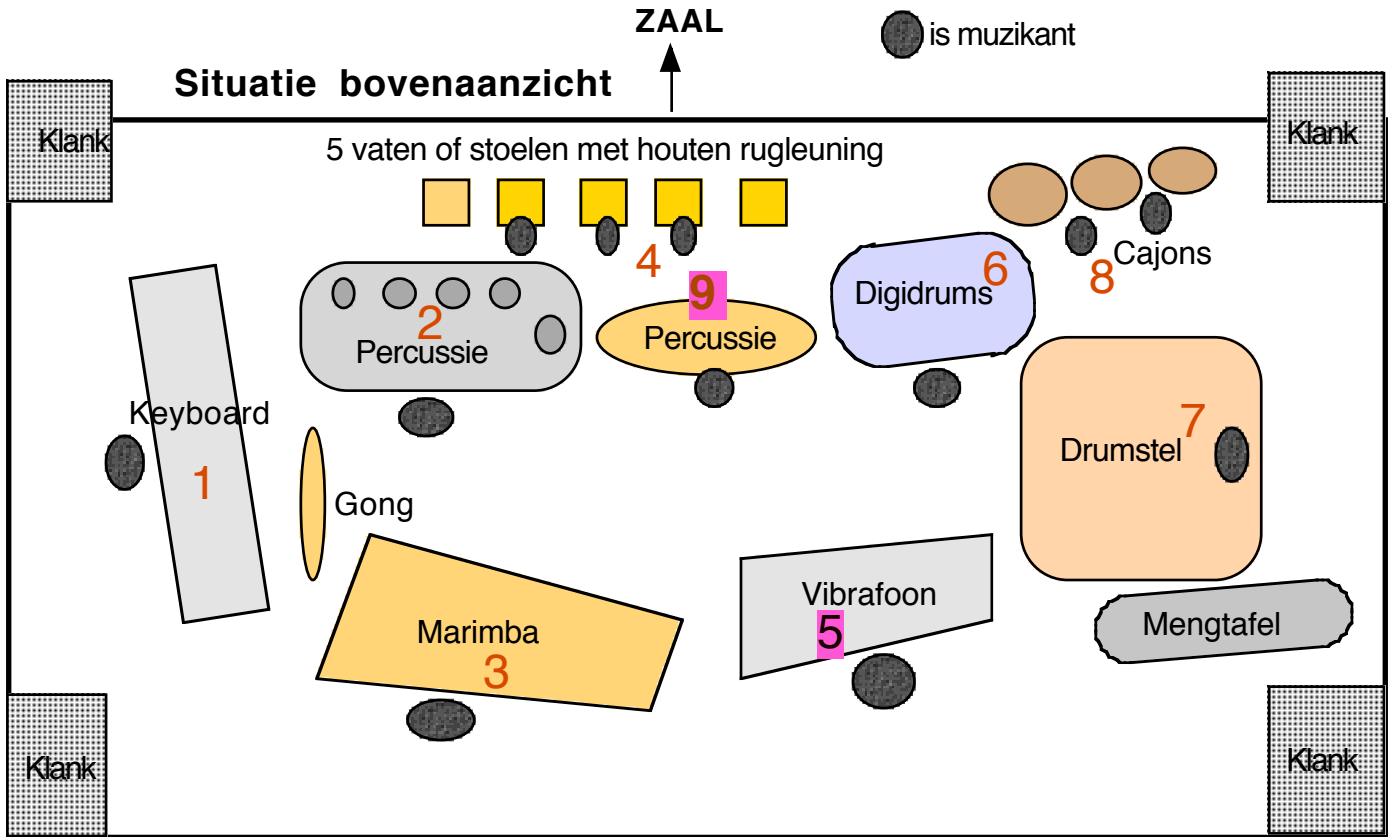 ZAAL
is muzikant
Situatie bovenaanzicht
Klank
Klank
5 vaten of stoelen met houten rugleuning
4
6
8
Cajons
9
Digidrums
2
Percussie
Percussie
Keyboard
1
7
Drumstel
Gong
Vibrafoon
5
Marimba
3
Mengtafel
Klank
Klank